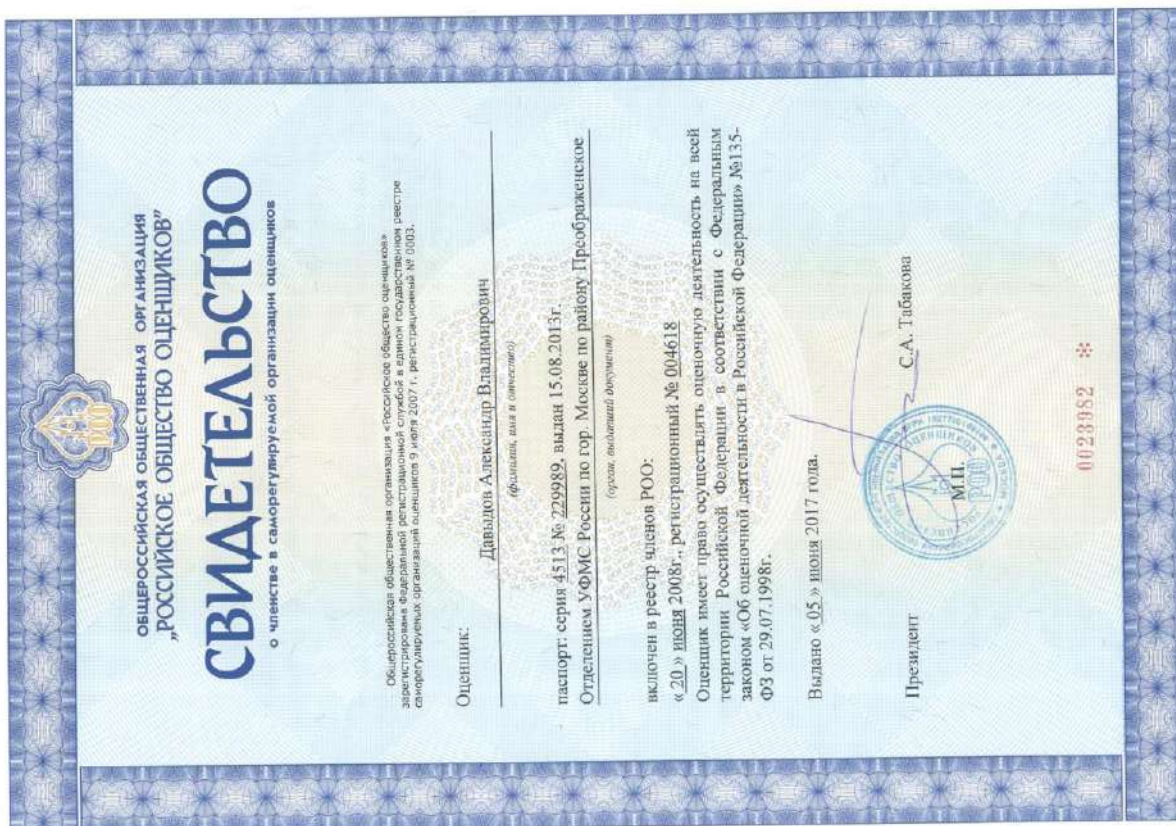 РОО
ОБЩЕРОССИЙСКАЯ ОБЩЕСТВЕННАЯ ОРГАНИЗАЦИЯ
„РОССИЙСКОЕ ОБЩЕСТВО ОЦЕНЩИКОВ"
СВИДЕТЕЛЬСТВО
о членстве в саморегулируемой организации оценщиков
Общероссийская общественная организация «Российское общество оценщиков»
зарегистрирована Федеральной регистрационной службой в едином государственном реестре
саморегулируемых организаций оценщиков 9 июля 2007 г. регистрационный № 0003.
Оценщик:
Давыдов Александр Владимирович
(фамилия, имя и отчество)
паспорт: серия 4513 № 229989, выдан 15.08.2013г.
Отделением УФМС России по гор. Москве по району Преображенское
(орган, выдавший документ)
включен в реестр членов РОО:
« 20 » июня 2008г., регистрационный № 004618
Оценщик имеет право осуществлять оценочную деятельность на всей
территории Российской Федерации в соответствии с Федеральным
законом «Об оценочной деятельности в Российской Федерации» №135-
ФЗ от 29.07.1998г.
Выдано « 05 » июня 2017 года.
Президент С.А. Табакова
М.П.
РОО
0023982 *